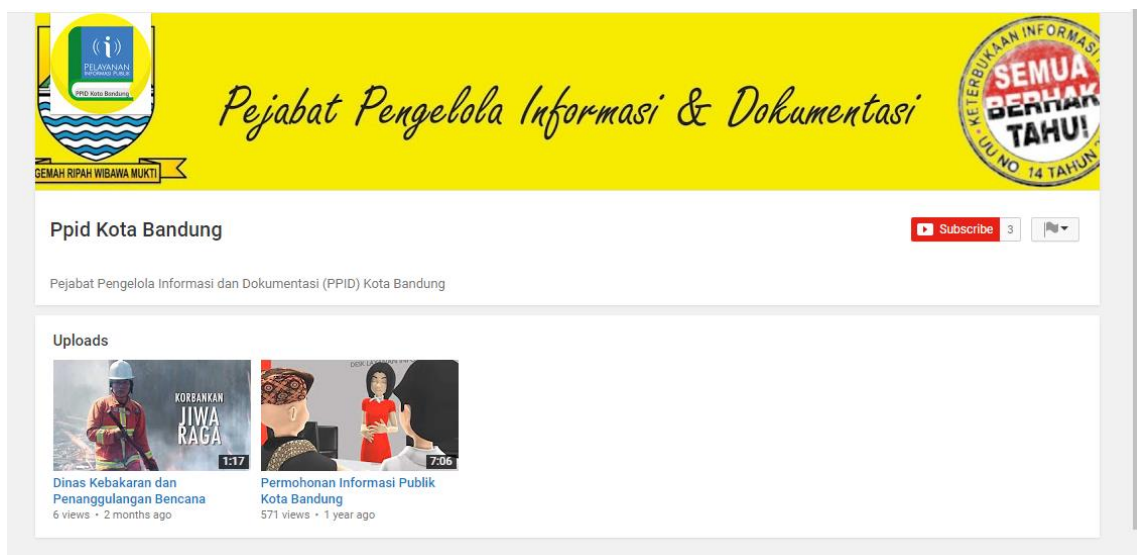 ((i))
PELAYANAN
INFORMASI PUBLIK
PPID Kota Bandung
GEMAH RIPAH WIBAWA MUKTI
Pejabat Pengelola Informasi & Dokumentasi
KETERBUKAAN INFORMASI
SEMUA
BERHAK
TAHU!
UU NO 14 TAHUN
Ppid Kota Bandung
Subscribe 3
Pejabat Pengelola Informasi dan Dokumentasi (PPID) Kota Bandung
Uploads
KORBANKAN
JIWA
RAGA
1:17
Dinas Kebakaran dan
Penanggulangan Bencana
6 views • 2 months ago
DESK LAYANAN
7:06
Permohonan Informasi Publik
Kota Bandung
571 views • 1 year ago